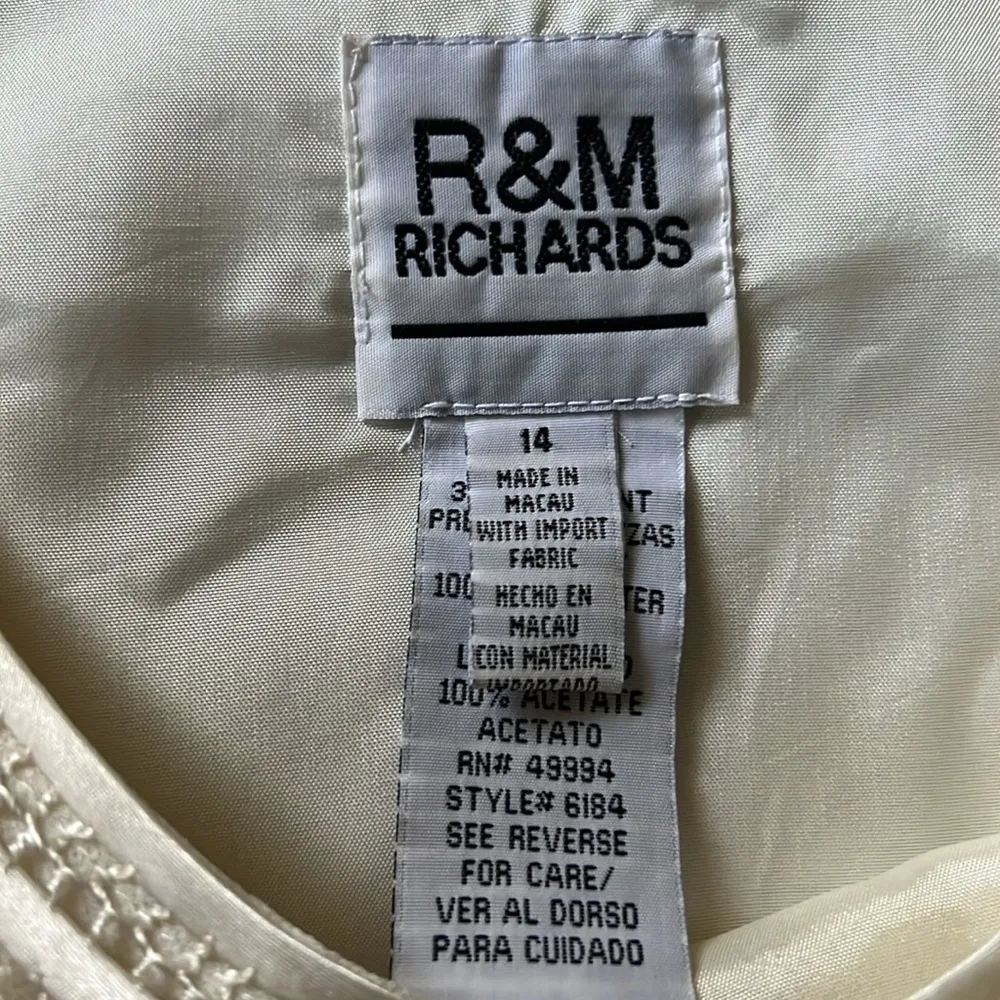 R&M
RICHARDS
14
MADE IN
MACAU
WITH IMPORT
FABRIC
HECHO EN
MACAU
CON MATERIAL
IMPORTADO
100% ACETATE
ACETATO
RN# 49994
STYLE# 6184
SEE REVERSE
FOR CARE/
VER AL DORSO
PARA CUIDADO